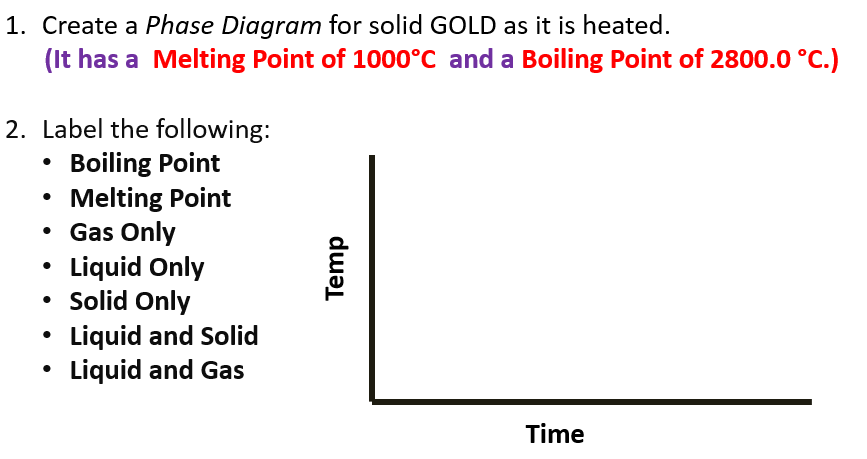 1. Create a Phase Diagram for solid GOLD as it is heated.
(It has a Melting Point of 1000°C and a Boiling Point of 2800.0 °C.)
2. Label the following:
• Boiling Point
• Melting Point
• Gas Only
• Liquid Only
• Solid Only
• Liquid and Solid
• Liquid and Gas
Temp
Time